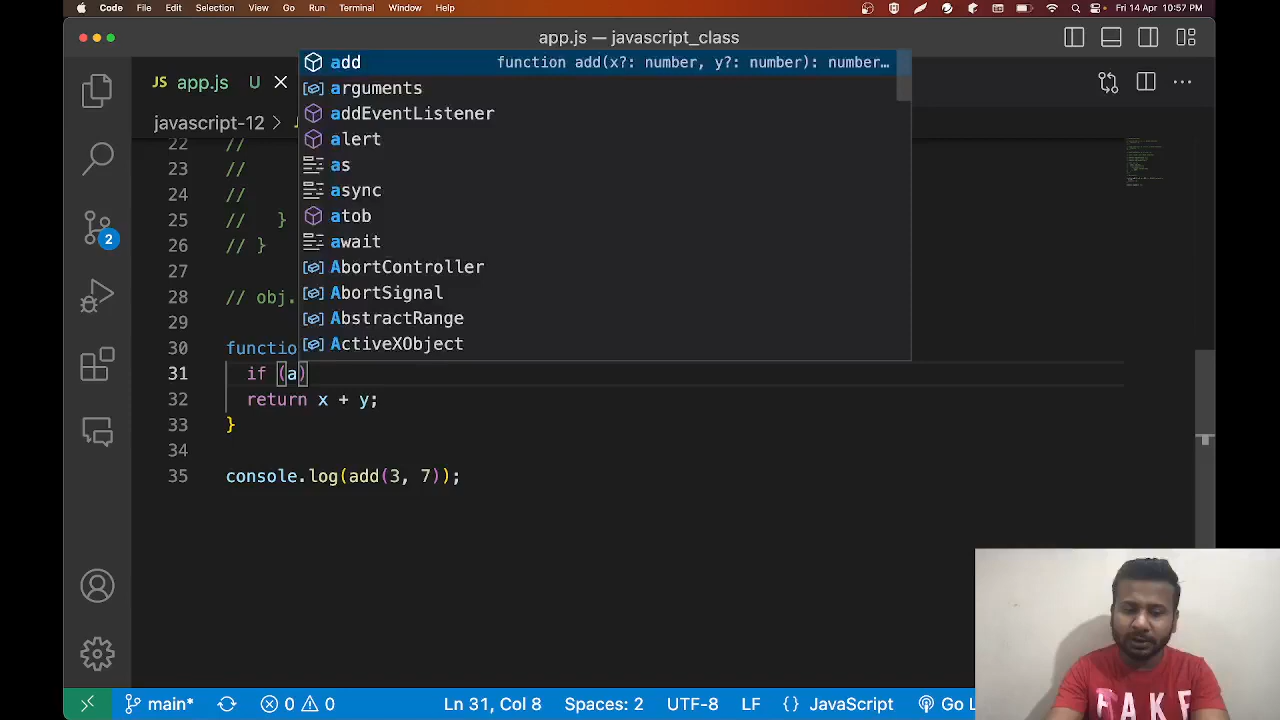 Code File Edit Selection View Go Run Terminal Window Help Fri 14 Apr 10:57 PM
app.js — javascript_class
JS app.js U
javascript-12 >
add function add(x?: number, y?: number): number…
arguments
addEventListener
alert
as
async
atob
await
AbortController
AbortSignal
AbstractRange
ActiveXObject
22 //
23 //
24 //
25 // }
26 // }
27
28 // obj.
29
30 functio
31 if (a)
32 return x + y;
33 }
34
35 console.log(add(3, 7));
2
main* 0 0 Ln 31, Col 8 Spaces: 2 UTF-8 LF {} JavaScript Go L